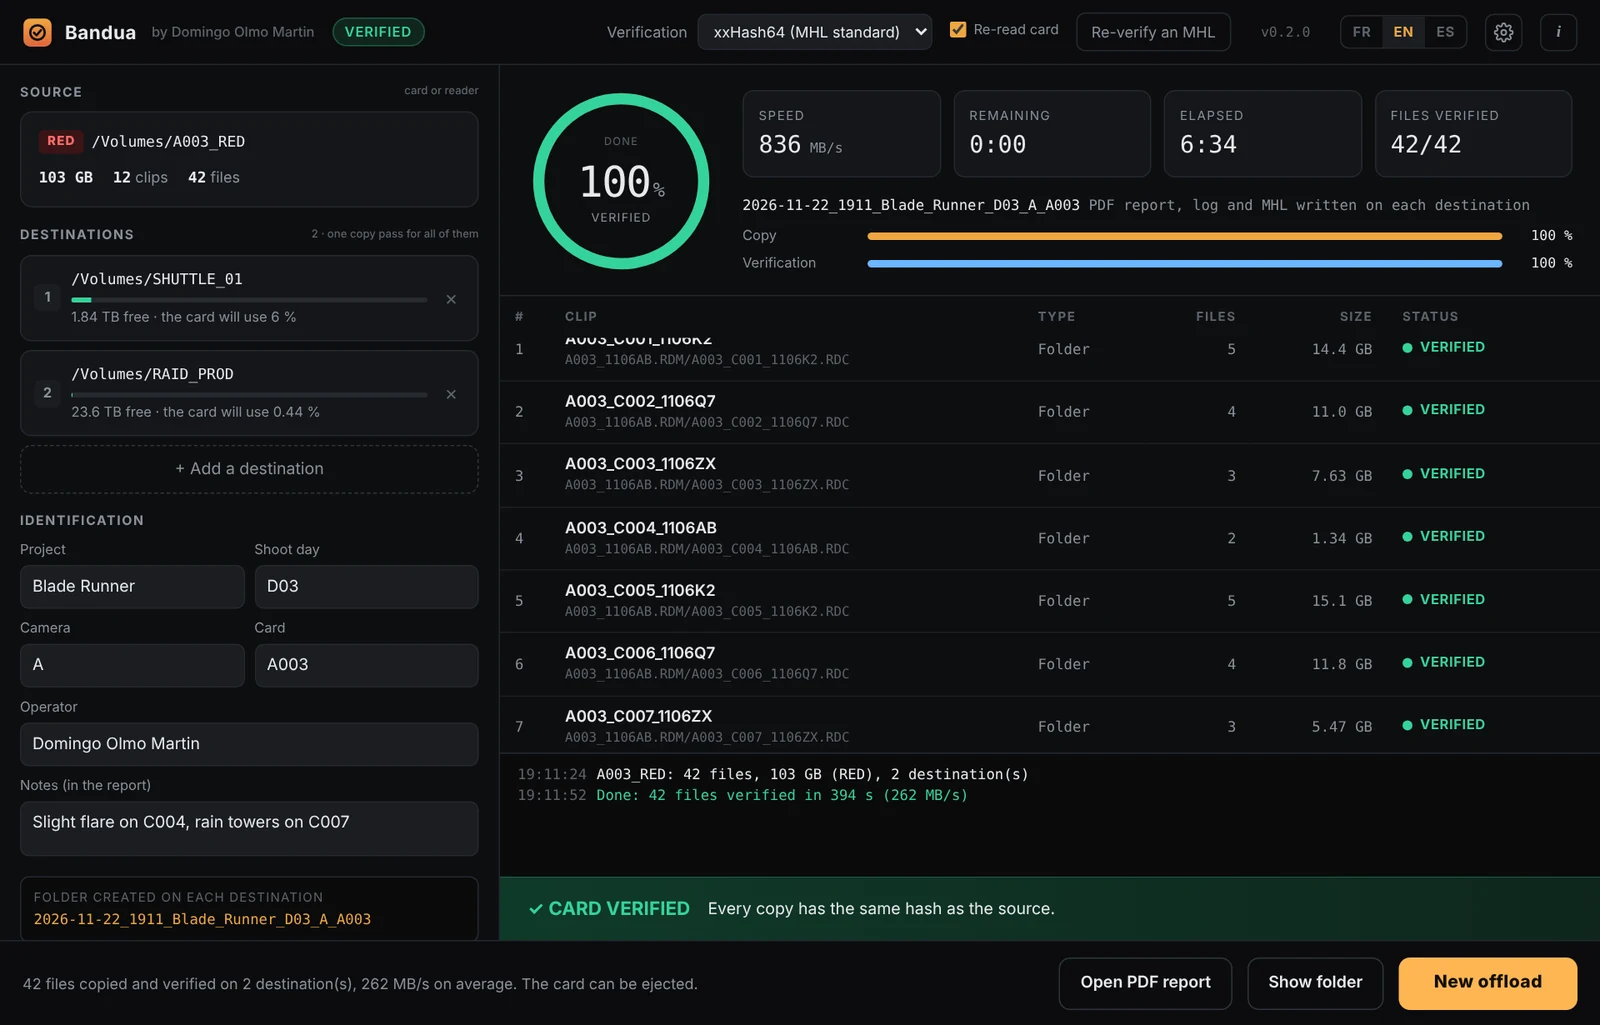 Bandua by Domingo Olmo Martin VERIFIED
Verification xxHash64 (MHL standard) Re-read card Re-verify an MHL v0.2.0 FR EN ES i
SOURCE card or reader
RED /Volumes/A003_RED
103 GB 12 clips 42 files
DESTINATIONS 2 · one copy pass for all of them
1 /Volumes/SHUTTLE_01
1.84 TB free · the card will use 6 %
2 /Volumes/RAID_PROD
23.6 TB free · the card will use 0.44 %
+ Add a destination
IDENTIFICATION
Project Shoot day
Blade Runner D03
Camera Card
A A003
Operator
Domingo Olmo Martin
Notes (in the report)
Slight flare on C004, rain towers on C007
FOLDER CREATED ON EACH DESTINATION
2026-11-22_1911_Blade_Runner_D03_A_A003
DONE
100 %
VERIFIED
SPEED
836 MB/s
REMAINING
0:00
ELAPSED
6:34
FILES VERIFIED
42/42
2026-11-22_1911_Blade_Runner_D03_A_A003 PDF report, log and MHL written on each destination
Copy 100 %
Verification 100 %
# CLIP TYPE FILES SIZE STATUS
1 A003_C001_1106K2 Folder 5 14.4 GB VERIFIED
A003_1106AB.RDM/A003_C001_1106K2.RDC
2 A003_C002_1106Q7 Folder 4 11.0 GB VERIFIED
A003_1106AB.RDM/A003_C002_1106Q7.RDC
3 A003_C003_1106ZX Folder 3 7.63 GB VERIFIED
A003_1106AB.RDM/A003_C003_1106ZX.RDC
4 A003_C004_1106AB Folder 2 1.34 GB VERIFIED
A003_1106AB.RDM/A003_C004_1106AB.RDC
5 A003_C005_1106K2 Folder 5 15.1 GB VERIFIED
A003_1106AB.RDM/A003_C005_1106K2.RDC
6 A003_C006_1106Q7 Folder 4 11.8 GB VERIFIED
A003_1106AB.RDM/A003_C006_1106Q7.RDC
7 A003_C007_1106ZX Folder 3 5.47 GB VERIFIED
A003_1106AB.RDM/A003_C007_1106ZX.RDC
19:11:24 A003_RED: 42 files, 103 GB (RED), 2 destination(s)
19:11:52 Done: 42 files verified in 394 s (262 MB/s)
✓ CARD VERIFIED Every copy has the same hash as the source.
42 files copied and verified on 2 destination(s), 262 MB/s on average. The card can be ejected.
Open PDF report Show folder New offload